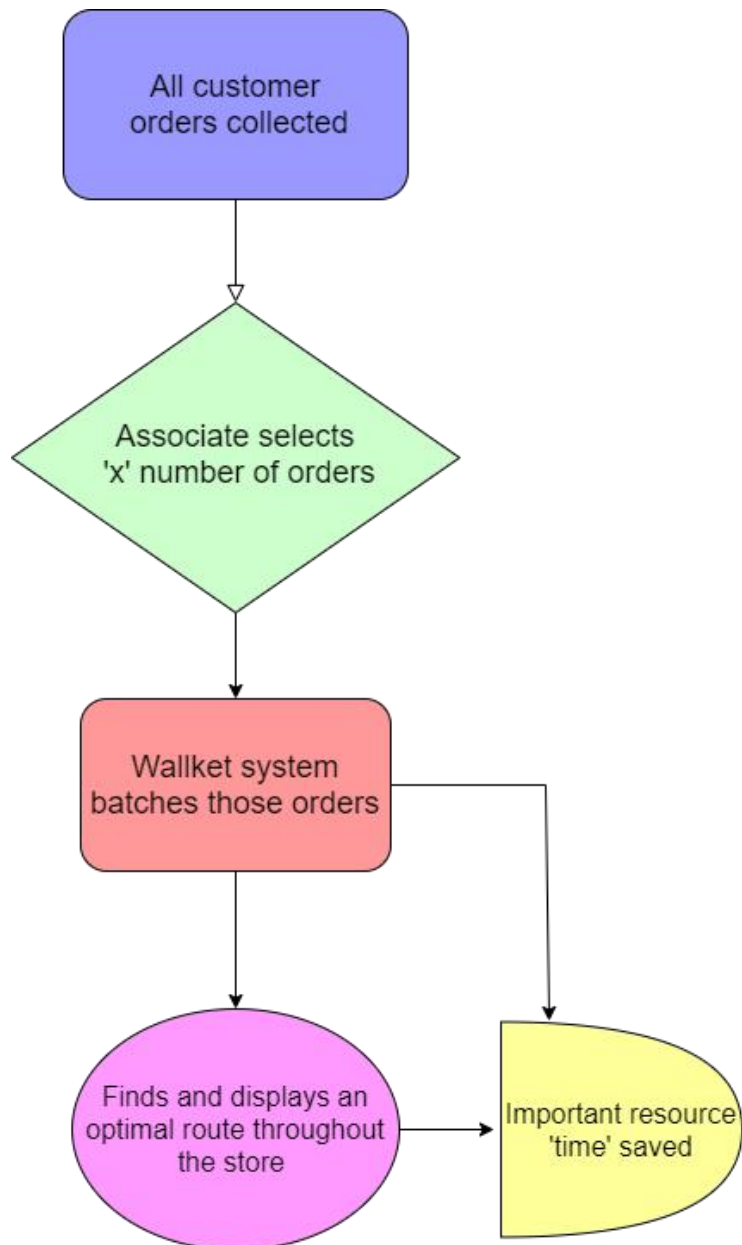 All customer
orders collected
Associate selects
'x' number of orders
Wallket system
batches those orders
Finds and displays an
optimal route throughout
the store
Important resource
'time' saved